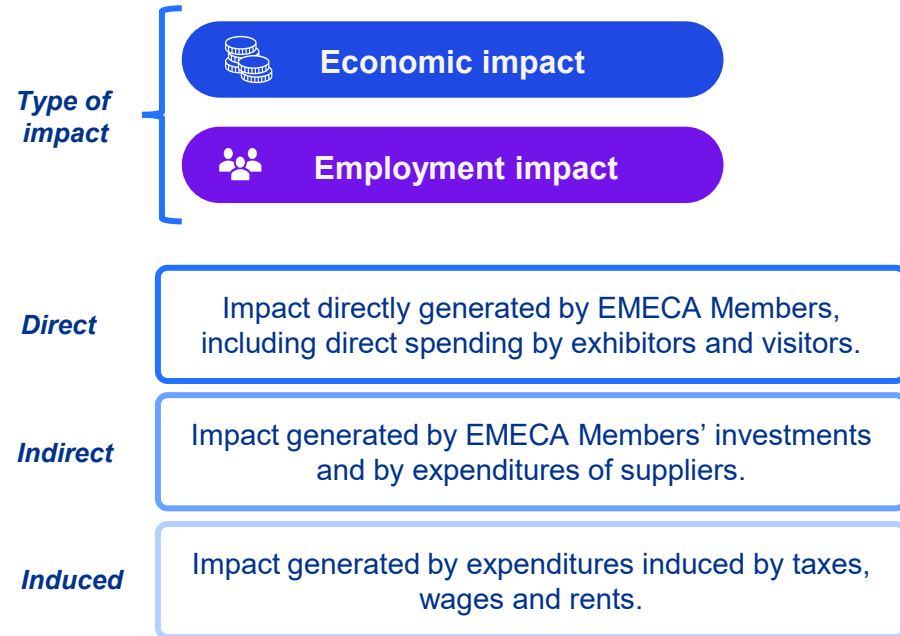 Type of
impact
Economic impact
Employment impact
Direct
Impact directly generated by EMECA Members,
including direct spending by exhibitors and visitors.
Indirect
Impact generated by EMECA Members’ investments
and by expenditures of suppliers.
Induced
Impact generated by expenditures induced by taxes,
wages and rents.